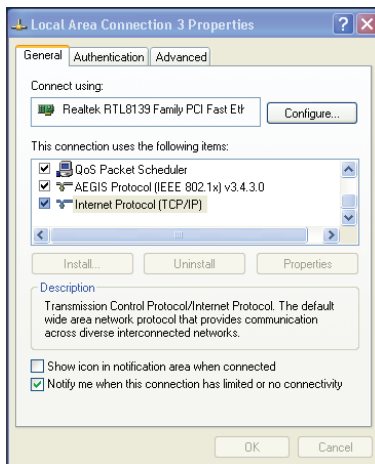 Local Area Connection 3 Properties
General Authentication Advanced
Connect using:
Realtek RTL8139 Family PCI Fast Eth
Configure...
This connection uses the following items:
QoS Packet Scheduler
AEGIS Protocol (IEEE 802.1x) v3.4.3.0
Internet Protocol (TCP/IP)
Install... Uninstall Properties
Description
Transmission Control Protocol/Internet Protocol. The default
wide area network protocol that provides communication
across diverse interconnected networks.
Show icon in notification area when connected
Notify me when this connection has limited or no connectivity
OK Cancel